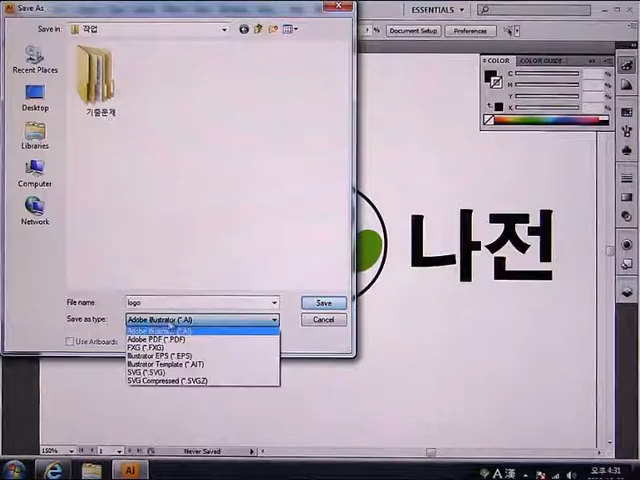 Save As
ESSENTIALS
Save in:
작업
Document Setup
Preferences
Recent Places
Desktop
Libraries
Computer
Network
기출문제
COLOR
COLOR GUIDE
C
M
Y
K
%
%
%
%
나전
File name:
logo
Save
Save as type:
Adobe Illustrator (*.AI)
Cancel
Adobe Illustrator (*.AI)
Use Artboards
Adobe PDF (*.PDF)
FXG (*.FXG)
Illustrator EPS (*.EPS)
Illustrator Template (*.AIT)
SVG (*.SVG)
SVG Compressed (*.SVGZ)
150%
1
Never Saved
Ai
A 漢
오후 4:31